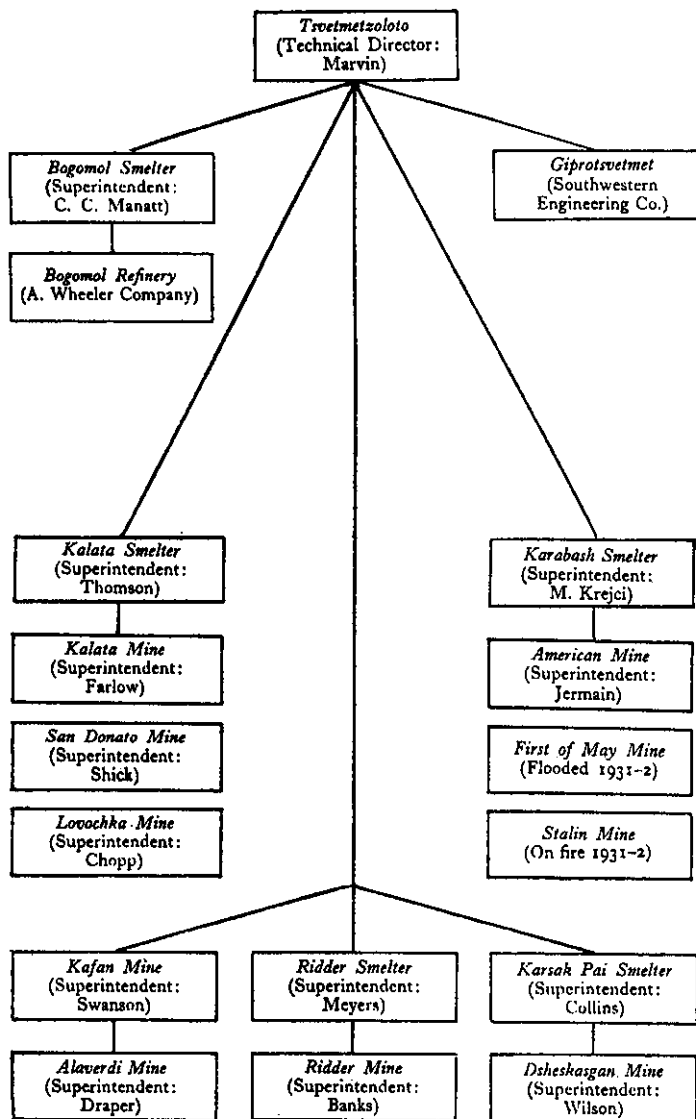 Tsvetmetzoloto
(Technical Director:
Marvin)
Bogomol Smelter
(Superintendent:
C. C. Manatt)
Giprotsvetmet
(Southwestern
Engineering Co.)
Bogomol Refinery
(A. Wheeler Company)
Kalata Smelter
(Superintendent:
Thomson)
Karabash Smelter
(Superintendent:
M. Krejci)
Kalata Mine
(Superintendent:
Farlow)
American Mine
(Superintendent:
Jermain)
San Donato Mine
(Superintendent:
Shick)
First of May Mine
(Flooded 1931-2)
Lovochka Mine
(Superintendent:
Chopp)
Stalin Mine
(On fire 1931-2)
Kafan Mine
(Superintendent:
Swanson)
Ridder Smelter
(Superintendent:
Meyers)
Karsak Pai Smelter
(Superintendent:
Collins)
Alaverdi Mine
(Superintendent:
Draper)
Ridder Mine
(Superintendent:
Banks)
Dsheskasgan Mine
(Superintendent:
Wilson)